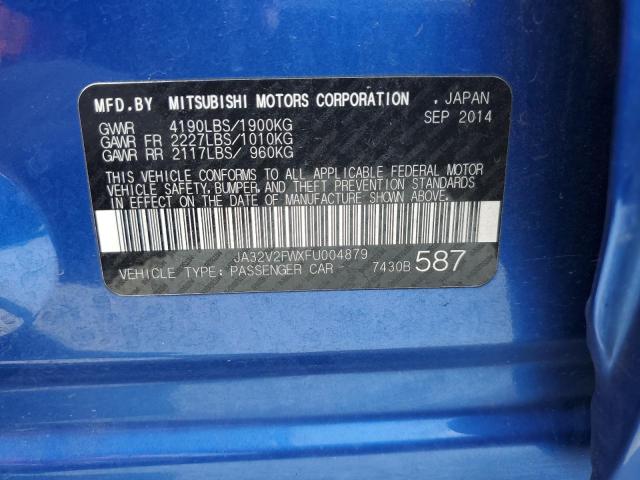 MFD.BY MITSUBISHI MOTORS CORPORATION , JAPAN
GVWR 4190LBS/1900KG SEP 2014
GAWR FR 2227LBS/1010KG
GAWR RR 2117LBS/ 960KG
THIS VEHICLE CONFORMS TO ALL APPLICABLE FEDERAL MOTOR
VEHICLE SAFETY, BUMPER, AND THEFT PREVENTION STANDARDS
IN EFFECT ON THE DATE OF MANUFACTURE SHOWN ABOVE.
JA32V2FWXFU004879
VEHICLE TYPE: PASSENGER CAR 7430B 587